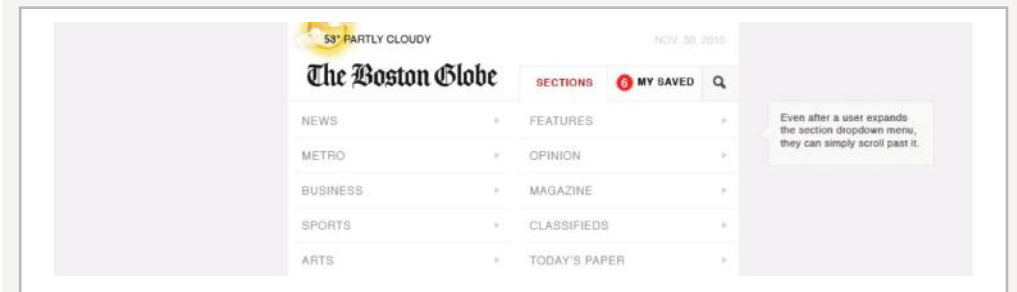 53° PARTLY CLOUDY
NOV. 30, 2010
The Boston Globe
SECTIONS
6 MY SAVED
NEWS
FEATURES
METRO
OPINION
BUSINESS
MAGAZINE
SPORTS
CLASSIFIEDS
ARTS
TODAY'S PAPER
Even after a user expands
the section dropdown menu,
they can simply scroll past it.